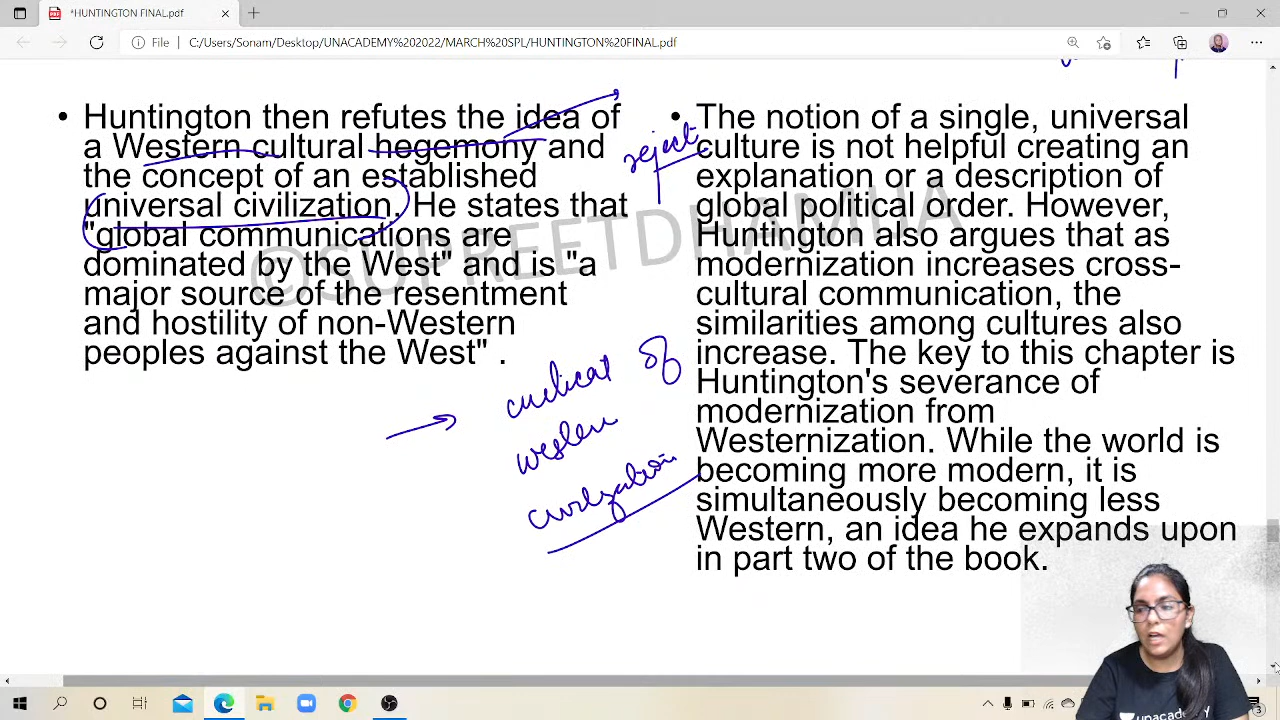 *HUNTINGTON FINAL.pdf
File
C:/Users/Sonam/Desktop/UNACADEMY%202022/MARCH%20SPL/HUNTINGTON%20FINAL.pdf
• Huntington then refutes the idea of
a Western cultural hegemony and
the concept of an established
universal civilization. He states that
"global communications are
dominated by the West" and is "a
major source of the resentment
and hostility of non-Western
peoples against the West" .
reject
→ critical of
western
civilization
• The notion of a single, universal
culture is not helpful creating an
explanation or a description of
global political order. However,
Huntington also argues that as
modernization increases cross-
cultural communication, the
similarities among cultures also
increase. The key to this chapter is
Huntington's severance of
modernization from
Westernization. While the world is
becoming more modern, it is
simultaneously becoming less
Western, an idea he expands upon
in part two of the book.
@SUPREETDHAMIJA
unacademy
3